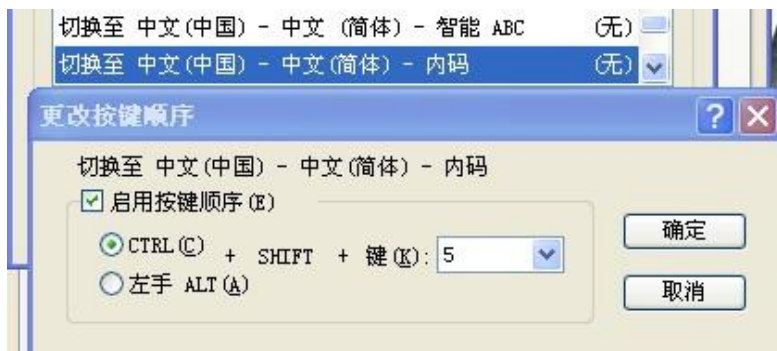 切换至 中文(中国) - 中文 (简体) - 智能 ABC (无)
切换至 中文(中国) - 中文(简体) - 内码 (无)
更改按键顺序
切换至 中文(中国) - 中文(简体) - 内码
启用按键顺序(E)
CTRL(C) + SHIFT + 键(K): 5
左手 ALT(A)
确定
取消